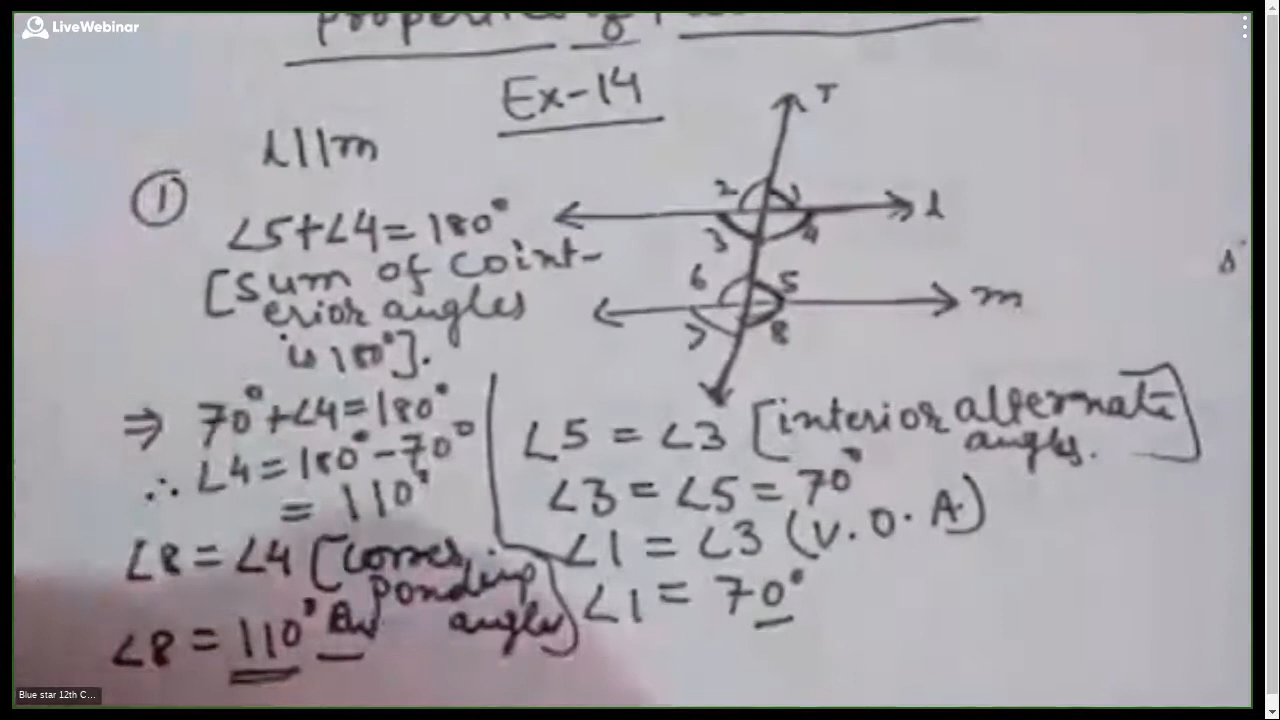 LiveWebinar
Properties of
Ex-14
l||m
①
∠5+∠4=180°
[Sum of coint-
erior angles
is 180°].
⇒ 70°+∠4=180°
∴ ∠4=180°-70°
= 110°
∠8=∠4 [corres
ponding
angles]
∠8=110° Ans
2 1
3 4
l
6 5
7 8
m
∠5=∠3 [interior alternate
angles.]
∠3=∠5=70°
∠1=∠3 (V.O.A)
∠1=70°
Blue star 12th C...